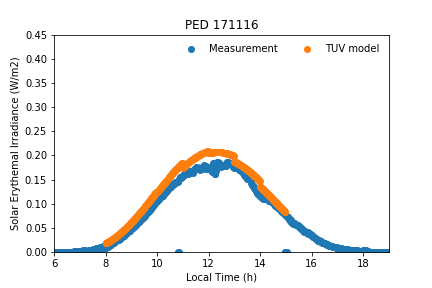 PED 171116
Measurement
TUV model
Solar Erythemal Irradiance (W/m2)
0.45
0.40
0.35
0.30
0.25
0.20
0.15
0.10
0.05
0.00
6 8 10 12 14 16 18
Local Time (h)